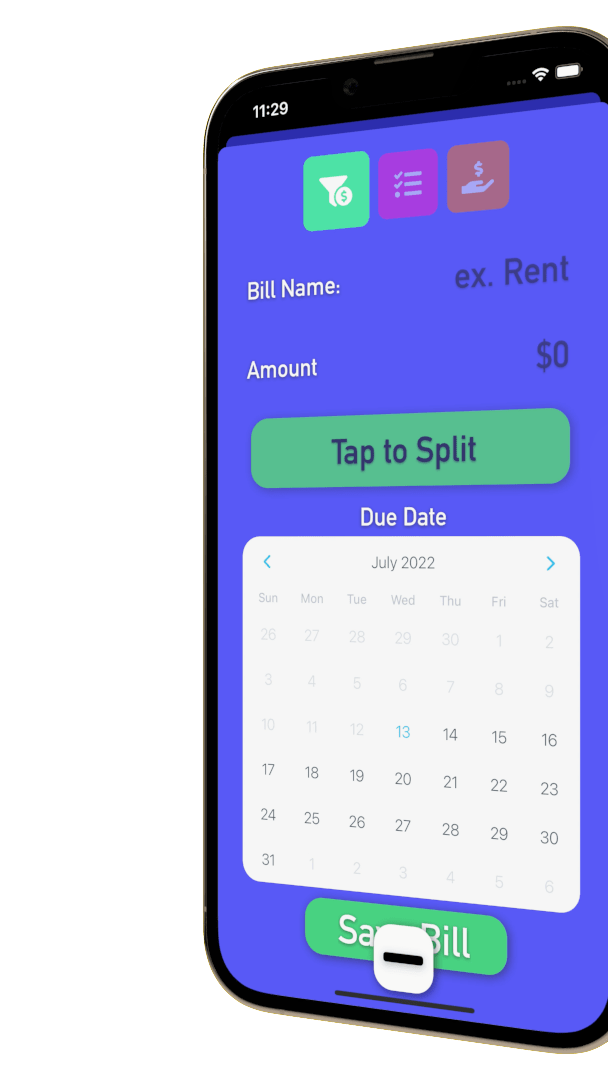 11:29
$
$
Bill Name: ex. Rent
Amount $0
Tap to Split
Due Date
July 2022
Sun Mon Tue Wed Thu Fri Sat
26 27 28 29 30 1 2
3 4 5 6 7 8 9
10 11 12 13 14 15 16
17 18 19 20 21 22 23
24 25 26 27 28 29 30
31 1 2 3 4 5 6
Save Bill